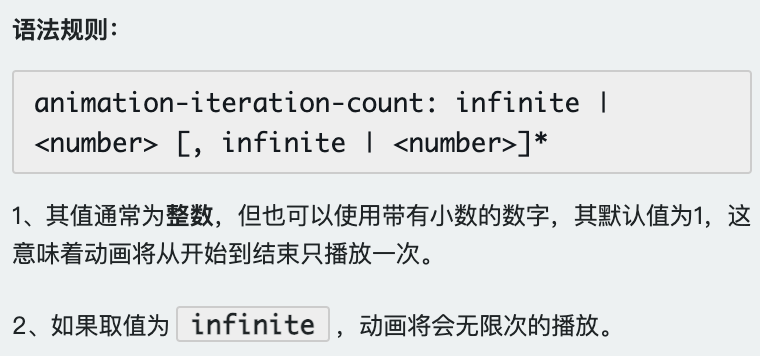 语法规则：
animation-iteration-count: infinite |
<number> [, infinite | <number>]*
1、其值通常为整数，但也可以使用带有小数的数字，其默认值为1，这
意味着动画将从开始到结束只播放一次。
2、如果取值为 infinite ，动画将会无限次的播放。